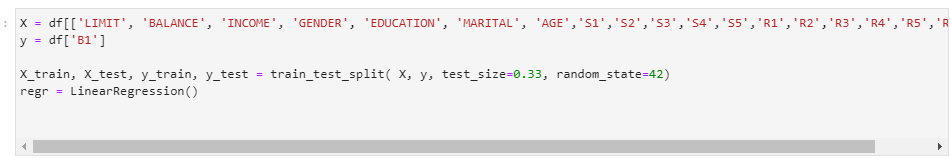 X = df[['LIMIT', 'BALANCE', 'INCOME', 'GENDER', 'EDUCATION', 'MARITAL', 'AGE','S1','S2','S3','S4','S5','R1','R2','R3','R4','R5','R
y = df['B1']
X_train, X_test, y_train, y_test = train_test_split( X, y, test_size=0.33, random_state=42)
regr = LinearRegression()